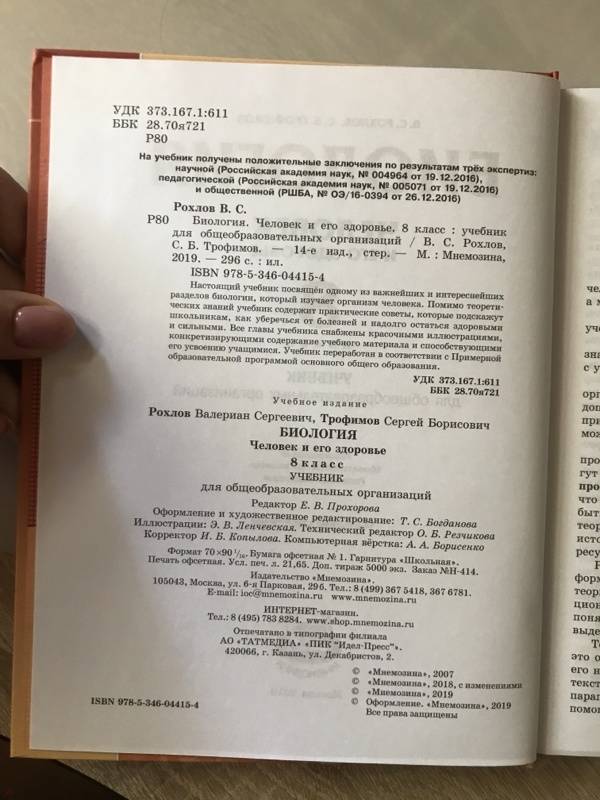 УДК 373.167.1:611
ББК 28.70я721
Р80
На учебник получены положительные заключения по результатам трёх экспертиз:
научной (Российская академия наук, № 004964 от 19.12.2016),
педагогической (Российская академия наук, № 005071 от 19.12.2016)
и общественной (РШБА, № ОЭ/16-0394 от 26.12.2016)
Рохлов В. С.
Р80 Биология. Человек и его здоровье. 8 класс : учебник
для общеобразовательных организаций / В. С. Рохлов,
С. Б. Трофимов. — 14-е изд., стер. — М. : Мнемозина,
2019. — 296 с. : ил.
ISBN 978-5-346-04415-4
Настоящий учебник посвящён одному из важнейших и интереснейших
разделов биологии, который изучает организм человека. Помимо теорети-
ческих знаний учебник содержит практические советы, которые подскажут
школьникам, как уберечься от болезней и надолго остаться здоровыми
и сильными. Все главы учебника снабжены красочными иллюстрациями,
конкретизирующими содержание учебного материала и способствующими
его усвоению учащимися. Учебник переработан в соответствии с Примерной
образовательной программой основного общего образования.
УДК 373.167.1:611
ББК 28.70я721
Учебное издание
Рохлов Валериан Сергеевич, Трофимов Сергей Борисович
БИОЛОГИЯ
Человек и его здоровье
8 класс
УЧЕБНИК
для общеобразовательных организаций
Редактор Е. В. Прохорова
Оформление и художественное редактирование: Т. С. Богданова
Иллюстрации: Э. В. Ленчевская. Технический редактор О. Б. Резчикова
Корректор И. Б. Копылова. Компьютерная вёрстка: А. А. Борисенко
Формат 70×90 1/16. Бумага офсетная № 1. Гарнитура «Школьная».
Печать офсетная. Усл. печ. л. 21,65. Доп. тираж 5000 экз. Заказ №Н-414.
Издательство «Мнемозина».
105043, Москва, ул. 6-я Парковая, 29б. Тел.: 8 (499) 367 5418, 367 6781.
E-mail: ioc@mnemozina.ru www.mnemozina.ru
ИНТЕРНЕТ-магазин.
Тел.: 8 (495) 783 8284. www.shop.mnemozina.ru
Отпечатано в типографии филиала
АО «ТАТМЕДИА» «ПИК "Идел-Пресс"».
420066, г. Казань, ул. Декабристов, 2.
© «Мнемозина», 2007
© «Мнемозина», 2018, с изменениями
© «Мнемозина», 2019
© Оформление. «Мнемозина», 2019
Все права защищены
ISBN 978-5-346-04415-4